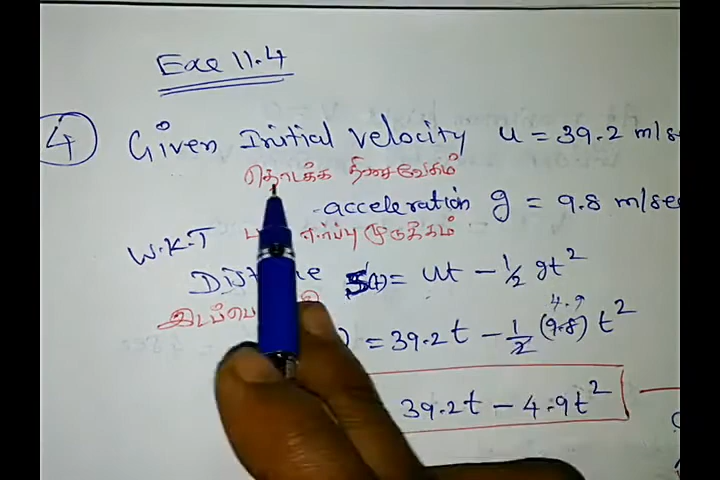 Exe 11.4
4 Given Initial velocity u = 39.2 m/s
தொடக்க திசைவேகம்
acceleration g = 9.8 m/se
W.K.T முடுக்கம்
S(t) = ut - 1/2 gt²
4.9
= 39.2t - 1/2 (9.8) t²
39.2t - 4.9t²